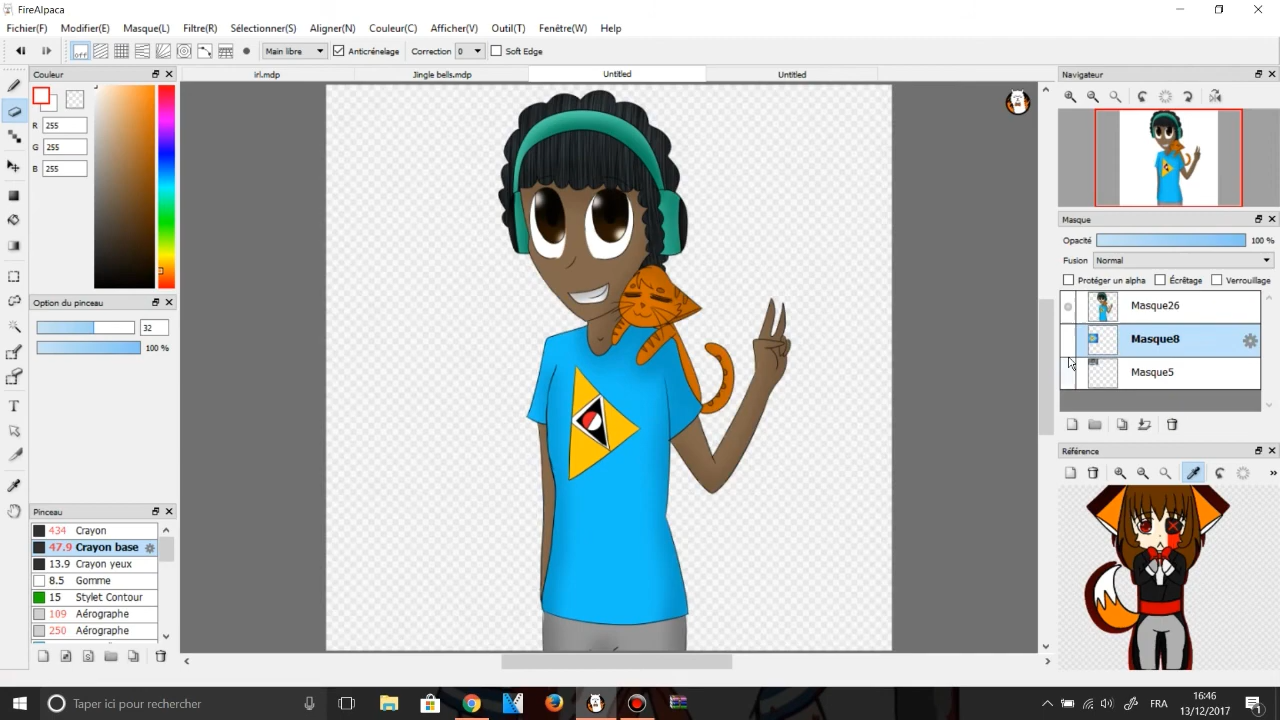 FireAlpaca
Fichier(F) Modifier(E) Masque(L) Filtre(R) Sélectionner(S) Aligner(N) Couleur(C) Afficher(V) Outil(T) Fenêtre(W) Help
off Main libre Anticrénelage Correction 0 Soft Edge
Couleur irl.mdp Jingle bells.mdp Untitled Untitled Navigateur
R 255
G 255
B 255
Masque
Opacité 100 %
Fusion Normal
Protéger un alpha Écrêtage Verrouillage
Option du pinceau
32
100 %
Masque26
Masque8
Masque5
Référence
Pinceau
434 Crayon
47.9 Crayon base
13.9 Crayon yeux
8.5 Gomme
15 Stylet Contour
109 Aérographe
250 Aérographe
Taper ici pour rechercher
FRA
16:46
13/12/2017
1